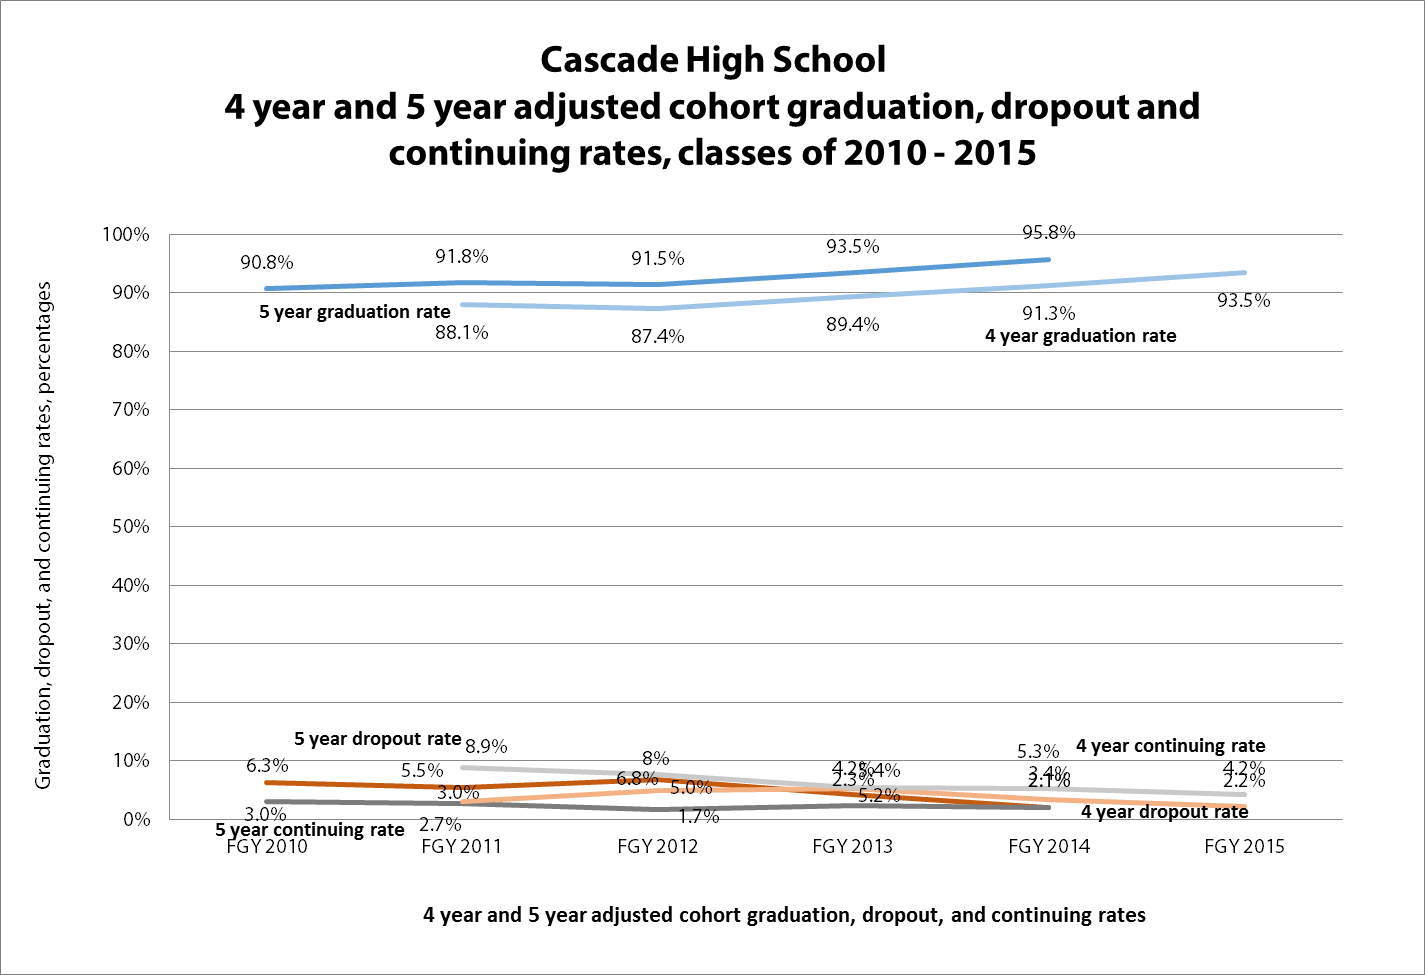 Cascade High School
4 year and 5 year adjusted cohort graduation, dropout and
continuing rates, classes of 2010 - 2015
Graduation, dropout, and continuing rates, percentages
100%
90%
80%
70%
60%
50%
40%
30%
20%
10%
0%
90.8%
91.8%
91.5%
93.5%
95.8%
5 year graduation rate
88.1%
87.4%
89.4%
91.3%
93.5%
4 year graduation rate
5 year dropout rate
8.9%
8%
5.4%
5.3%
4.2%
4 year continuing rate
6.3%
5.5%
6.8%
4.2%
2.1%
3.0%
5.0%
5.2%
3.4%
2.2%
4 year dropout rate
3.0%
2.7%
1.7%
2.3%
2.1%
5 year continuing rate
FGY 2010
FGY 2011
FGY 2012
FGY 2013
FGY 2014
FGY 2015
4 year and 5 year adjusted cohort graduation, dropout, and continuing rates